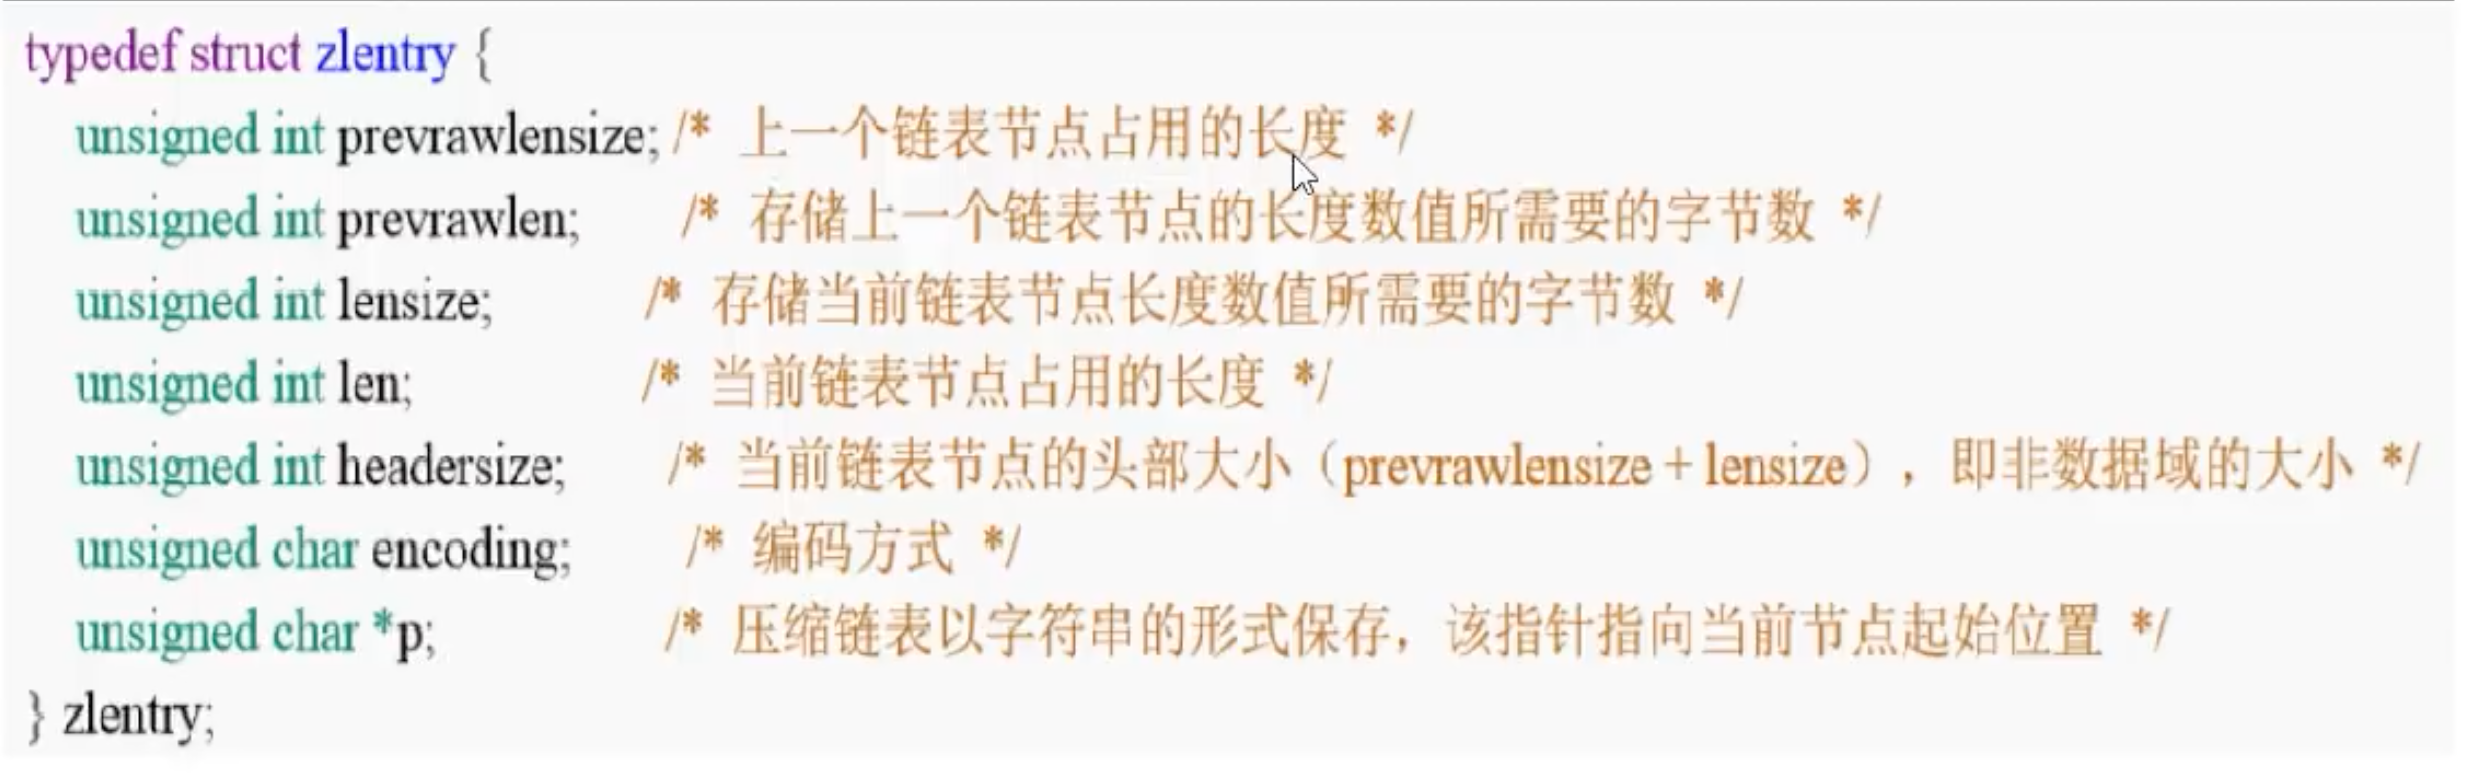 typedef struct zlentry {
unsigned int prevrawlensize; /* 上一个链表节点占用的长度 */
unsigned int prevrawlen; /* 存储上一个链表节点的长度数值所需要的字节数 */
unsigned int lensize; /* 存储当前链表节点长度数值所需要的字节数 */
unsigned int len; /* 当前链表节点占用的长度 */
unsigned int headersize; /* 当前链表节点的头部大小（prevrawlensize + lensize），即非数据域的大小 */
unsigned char encoding; /* 编码方式 */
unsigned char *p; /* 压缩链表以字符串的形式保存，该指针指向当前节点起始位置 */
} zlentry;